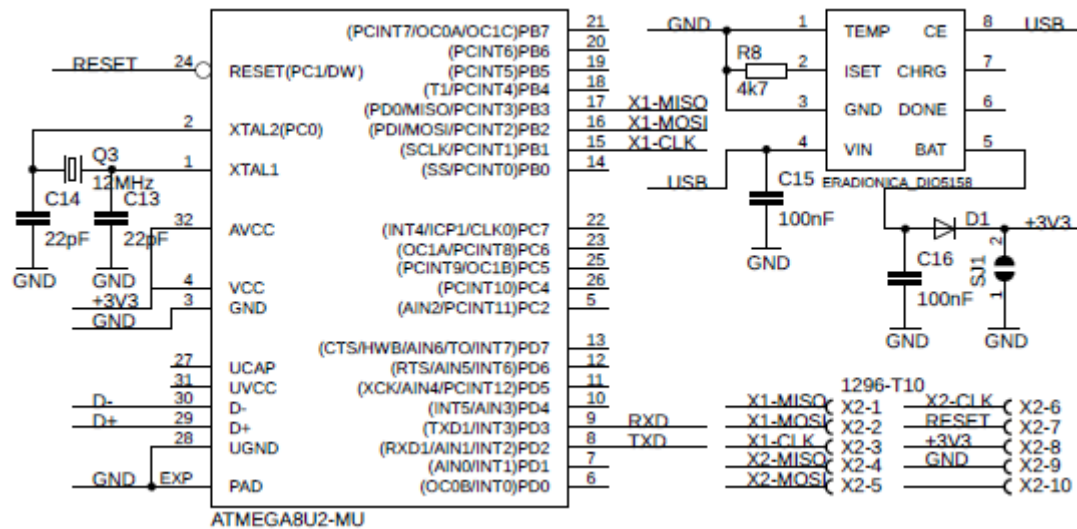 RESET 24 RESET(PC1/DW) (PCINT7/OC0A/OC1C)PB7 21
(PCINT6)PB6 20
(PCINT5)PB5 19
(T1/PCINT4)PB4 18
(PD0/MISO/PCINT3)PB3 17 X1-MISO
2 XTAL2(PC0) (PDI/MOSI/PCINT2)PB2 16 X1-MOSI
(SCLK/PCINT1)PB1 15 X1-CLK
1 XTAL1 (SS/PCINT0)PB0 14
Q3
12MHz
C14
22pF
GND
C13
22pF
GND
32 AVCC (INT4/ICP1/CLK0)PC7 22
(OC1A/PCINT8)PC6 23
(PCINT9/OC1B)PC5 25
+3V3 4 VCC (PCINT10)PC4 26
GND 3 GND (AIN2/PCINT11)PC2 5
(CTS/HWB/AIN6/TO/INT7)PD7 13
27 UCAP (RTS/AIN5/INT6)PD6 12
31 UVCC (XCK/AIN4/PCINT12)PD5 11
D- 30 D- (INT5/AIN3)PD4 10
D+ 29 D+ (TXD1/INT3)PD3 9 RXD
28 UGND (RXD1/AIN1/INT2)PD2 8 TXD
(AIN0/INT1)PD1 7
GND EXP PAD (OC0B/INT0)PD0 6
ATMEGA8U2-MU
GND 1 TEMP CE 8 USB
R8
4k7
2 ISET CHRG 7
3 GND DONE 6
USB 4 VIN BAT 5
ERADIONICA_DIO5158
C15
100nF
GND
D1 +3V3
C16
100nF
GND
2
SJ1
1
GND
1296-T10
X1-MISO X2-1 X2-CLK X2-6
X1-MOSI X2-2 RESET X2-7
X1-CLK X2-3 +3V3 X2-8
X2-MISO X2-4 GND X2-9
X2-MOSI X2-5 X2-10